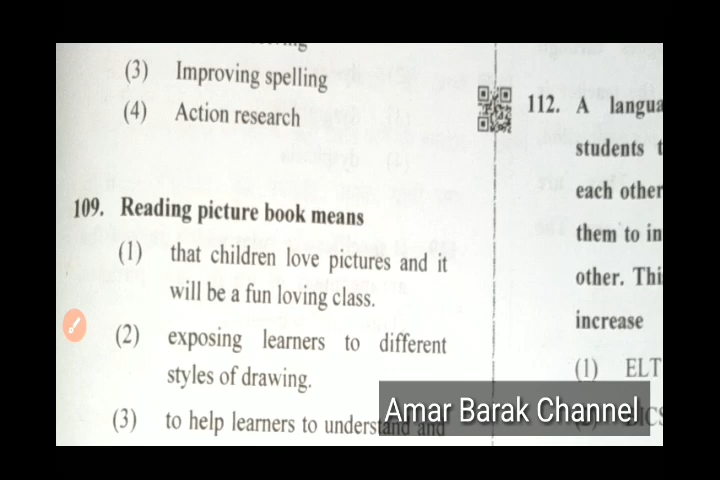 (3) Improving spelling
(4) Action research
109. Reading picture book means
(1) that children love pictures and it
will be a fun loving class.
(2) exposing learners to different
styles of drawing.
(3) to help learners to understand and
112. A langua
students t
each other
them to in
other. Thi
increase
(1) ELT
Amar Barak Channel